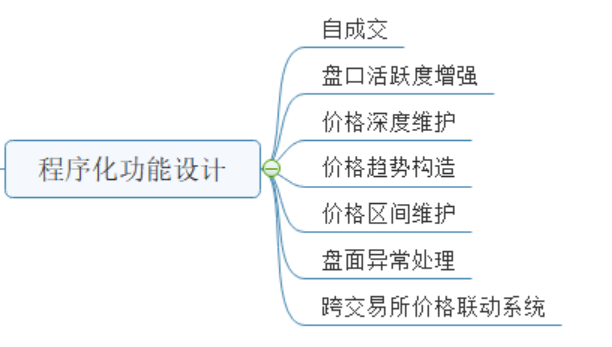 自成交
盘口活跃度增强
价格深度维护
程序化功能设计
价格趋势构造
价格区间维护
盘面异常处理
跨交易所价格联动系统